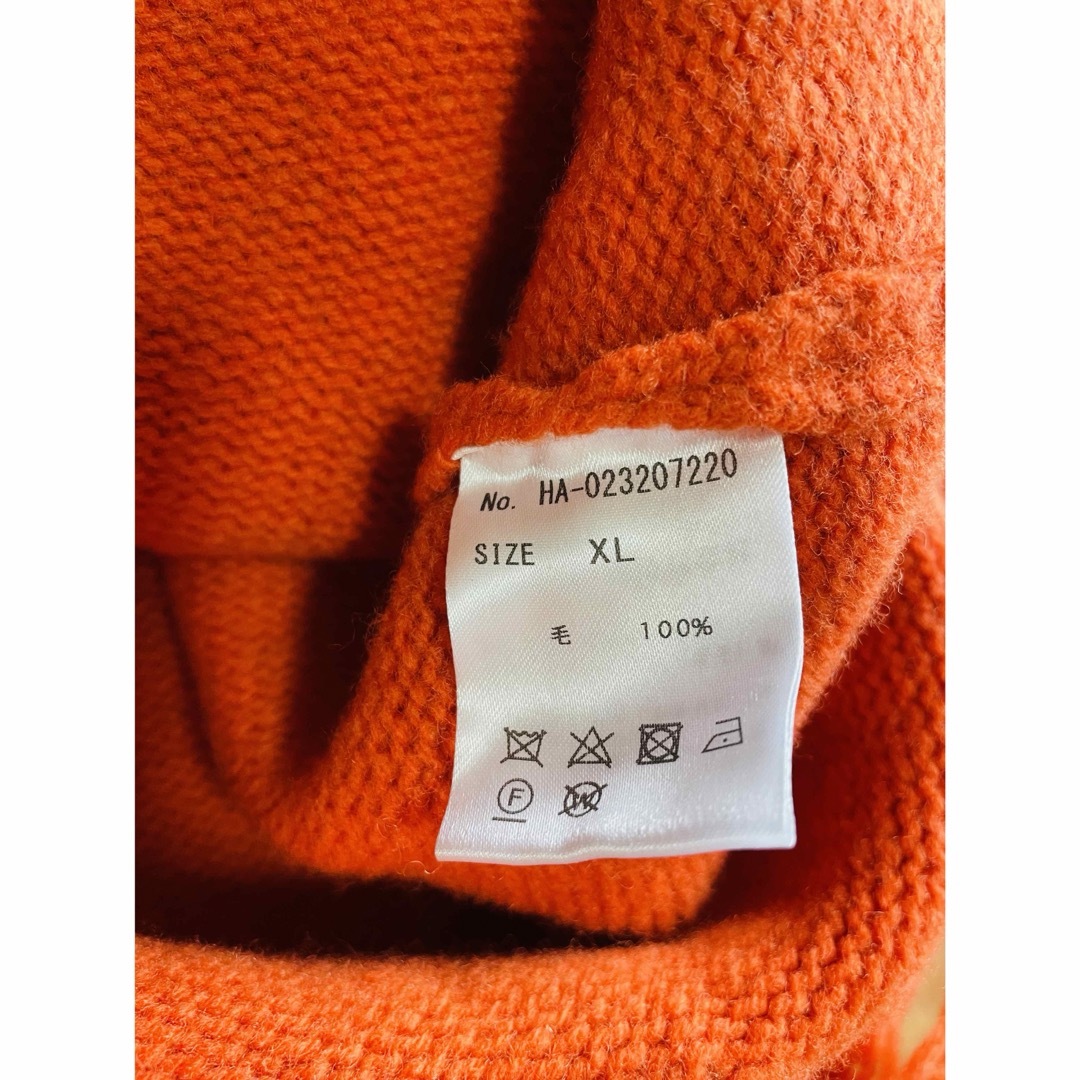 No. HA-023207220
SIZE XL
毛 100%
F W